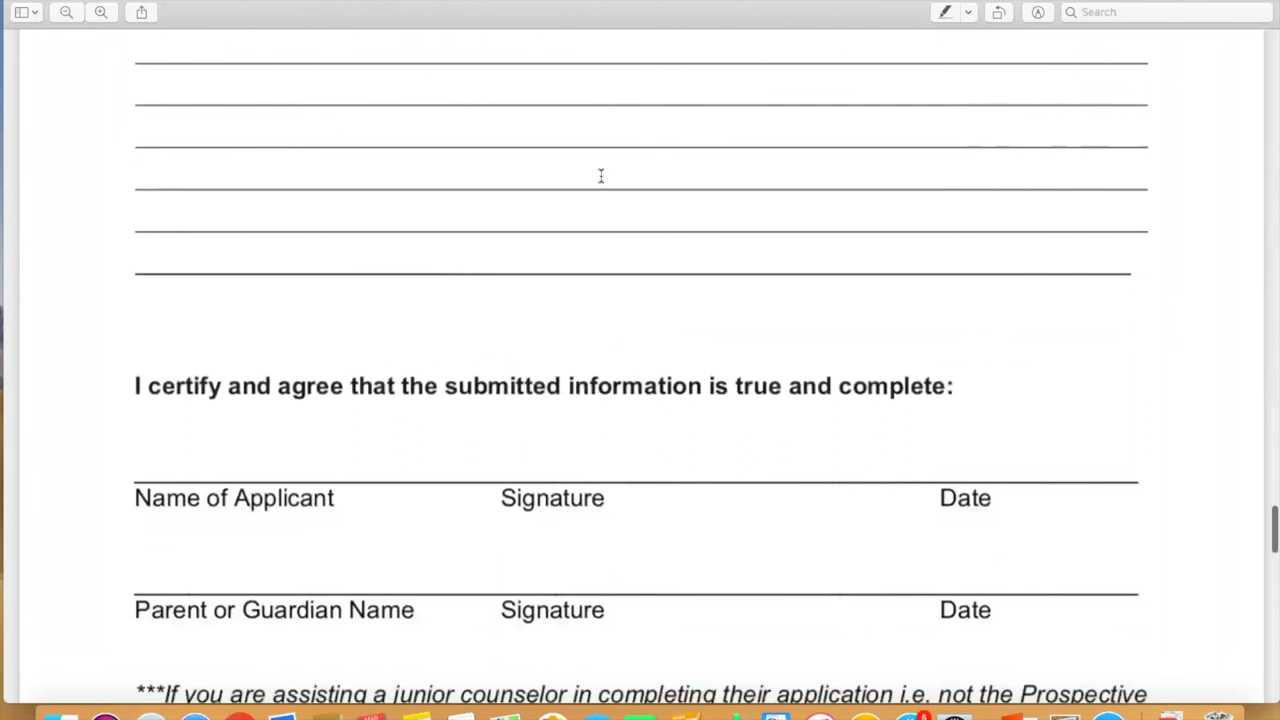 Search
I certify and agree that the submitted information is true and complete:
Name of Applicant Signature Date
Parent or Guardian Name Signature Date
***If you are assisting a junior counselor in completing their application i.e. not the Prospective